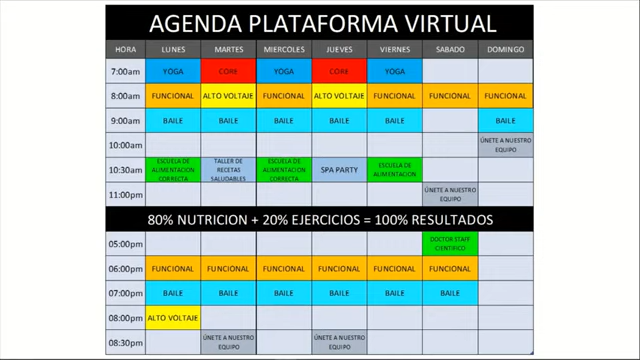 AGENDA PLATAFORMA VIRTUAL
HORA LUNES MARTES MIERCOLES JUEVES VIERNES SABADO DOMINGO
7:00am YOGA CORE YOGA CORE YOGA
8:00am FUNCIONAL ALTO VOLTAJE FUNCIONAL ALTO VOLTAJE FUNCIONAL FUNCIONAL FUNCIONAL
9:00am BAILE BAILE BAILE BAILE BAILE BAILE
10:00am ÚNETE A NUESTRO EQUIPO
10:30am ESCUELA DE ALIMENTACION CORRECTA TALLER DE RECETAS SALUDABLES ESCUELA DE ALIMENTACION CORRECTA SPA PARTY ESCUELA DE ALIMENTACION
11:00pm ÚNETE A NUESTRO EQUIPO
80% NUTRICION + 20% EJERCICIOS = 100% RESULTADOS
05:00pm DOCTOR STAFF CIENTIFICO
06:00pm FUNCIONAL FUNCIONAL FUNCIONAL FUNCIONAL FUNCIONAL FUNCIONAL
07:00pm BAILE BAILE BAILE BAILE BAILE BAILE
08:00pm ALTO VOLTAJE
08:30pm ÚNETE A NUESTRO EQUIPO ÚNETE A NUESTRO EQUIPO